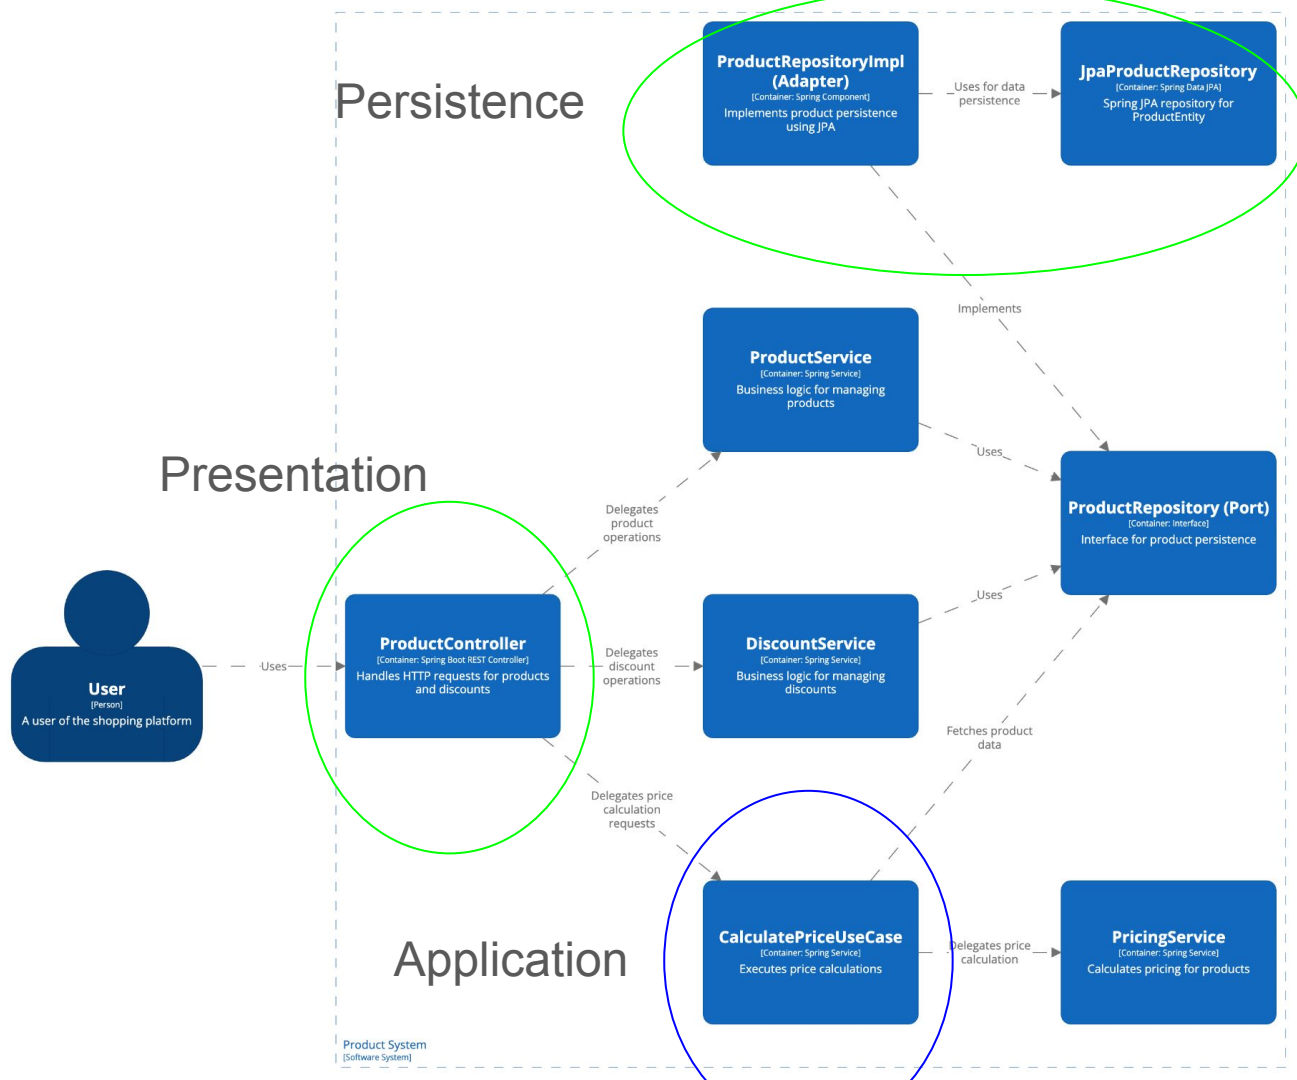 Persistence
ProductRepositoryImpl
(Adapter)
[Container: Spring Component]
Implements product persistence
using JPA
Uses for data
persistence
JpaProductRepository
[Container: Spring Data JPA]
Spring JPA repository for
ProductEntity
Implements
ProductService
[Container: Spring Service]
Business logic for managing
products
Uses
Presentation
Delegates
product
operations
ProductRepository (Port)
[Container: Interface]
Interface for product persistence
User
[Person]
A user of the shopping platform
Uses
ProductController
[Container: Spring Boot REST Controller]
Handles HTTP requests for products
and discounts
Delegates
discount
operations
DiscountService
[Container: Spring Service]
Business logic for managing
discounts
Uses
Fetches product
data
Delegates price
calculation
requests
Application
CalculatePriceUseCase
[Container: Spring Service]
Executes price calculations
Delegates price
calculation
PricingService
[Container: Spring Service]
Calculates pricing for products
Product System
[Software System]